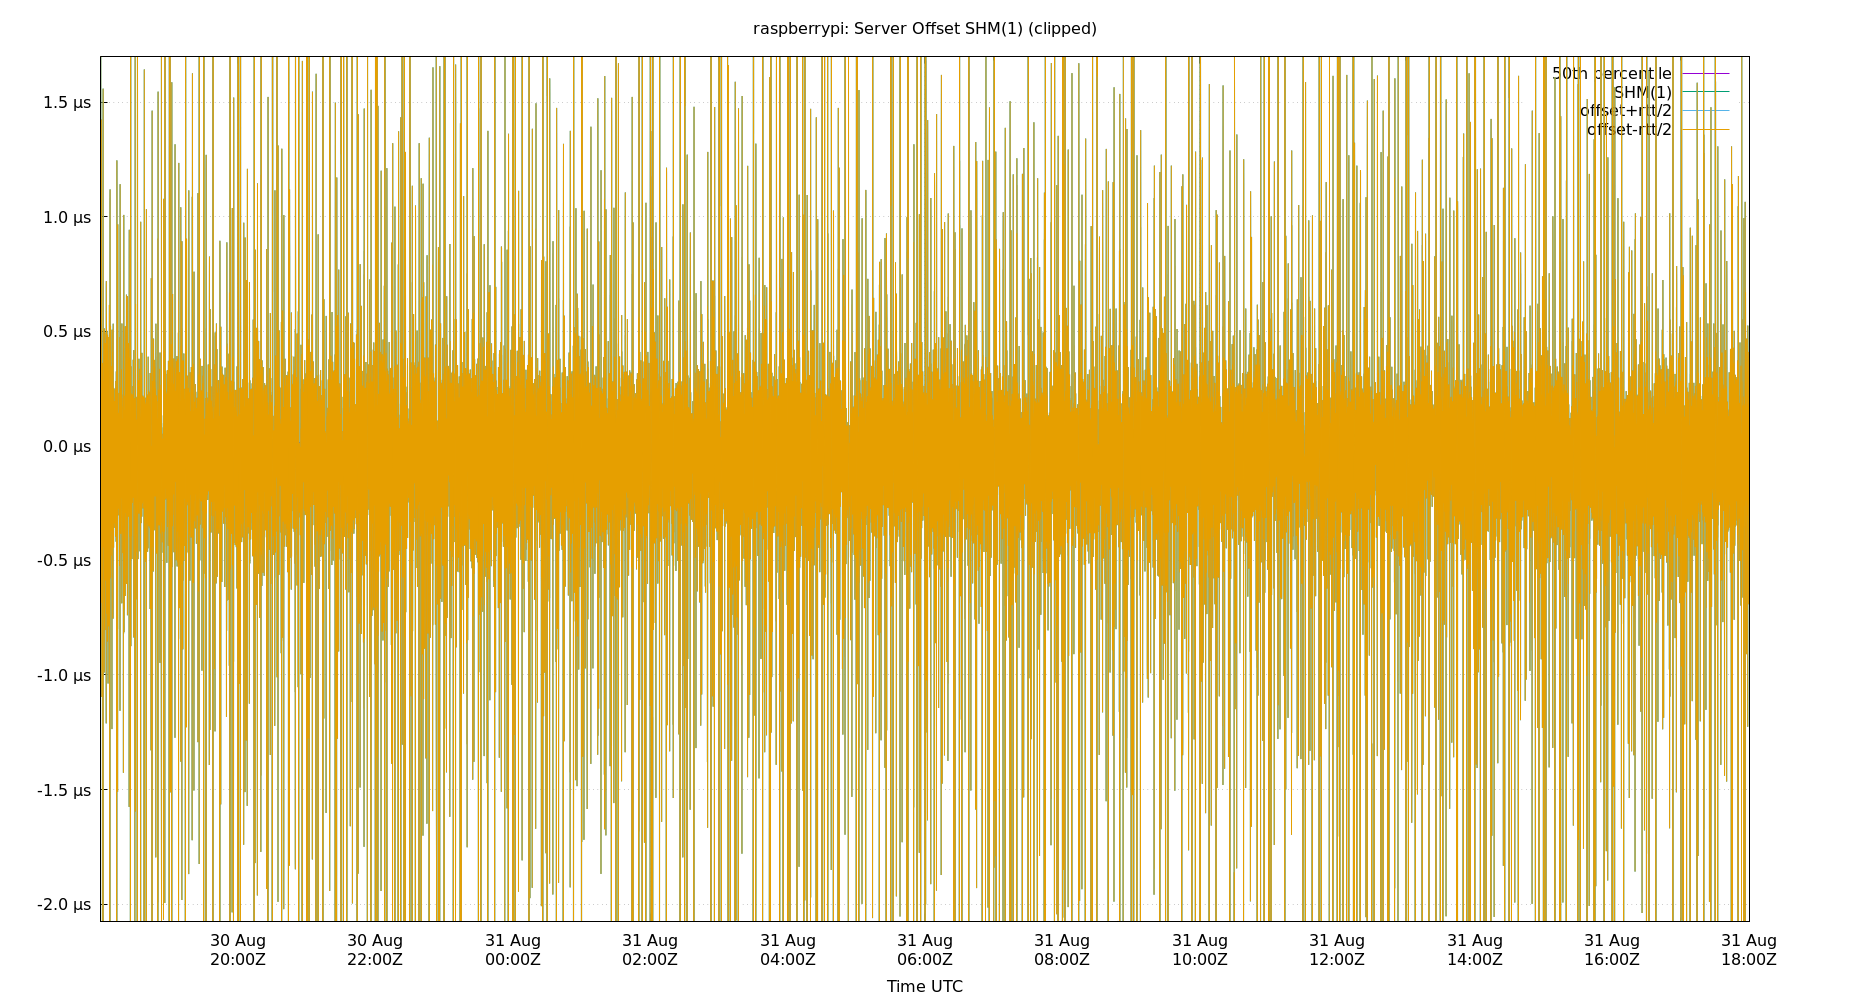 raspberrypi: Server Offset SHM(1) (clipped)
50th percentile
SHM(1)
offset+rtt/2
offset-rtt/2
1.5 µs
1.0 µs
0.5 µs
0.0 µs
-0.5 µs
-1.0 µs
-1.5 µs
-2.0 µs
30 Aug 30 Aug 31 Aug 31 Aug 31 Aug 31 Aug 31 Aug 31 Aug 31 Aug 31 Aug 31 Aug 31 Aug
20:00Z 22:00Z 00:00Z 02:00Z 04:00Z 06:00Z 08:00Z 10:00Z 12:00Z 14:00Z 16:00Z 18:00Z
Time UTC